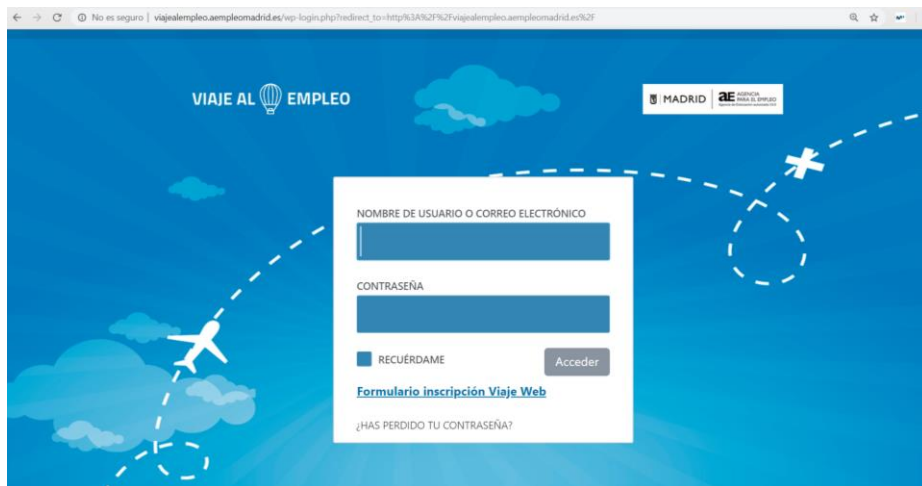 No es seguro | viajealempleo.aempleomadrid.es/wp-login.php?redirect_to=http%3A%2F%2Fviajealempleo.aempleomadrid.es%2F
VIAJE AL EMPLEO
MADRID
aE AGENCIA PARA EL EMPLEO
NOMBRE DE USUARIO O CORREO ELECTRÓNICO
CONTRASEÑA
RECUÉRDAME
Acceder
Formulario inscripción Viaje Web
¿HAS PERDIDO TU CONTRASEÑA?